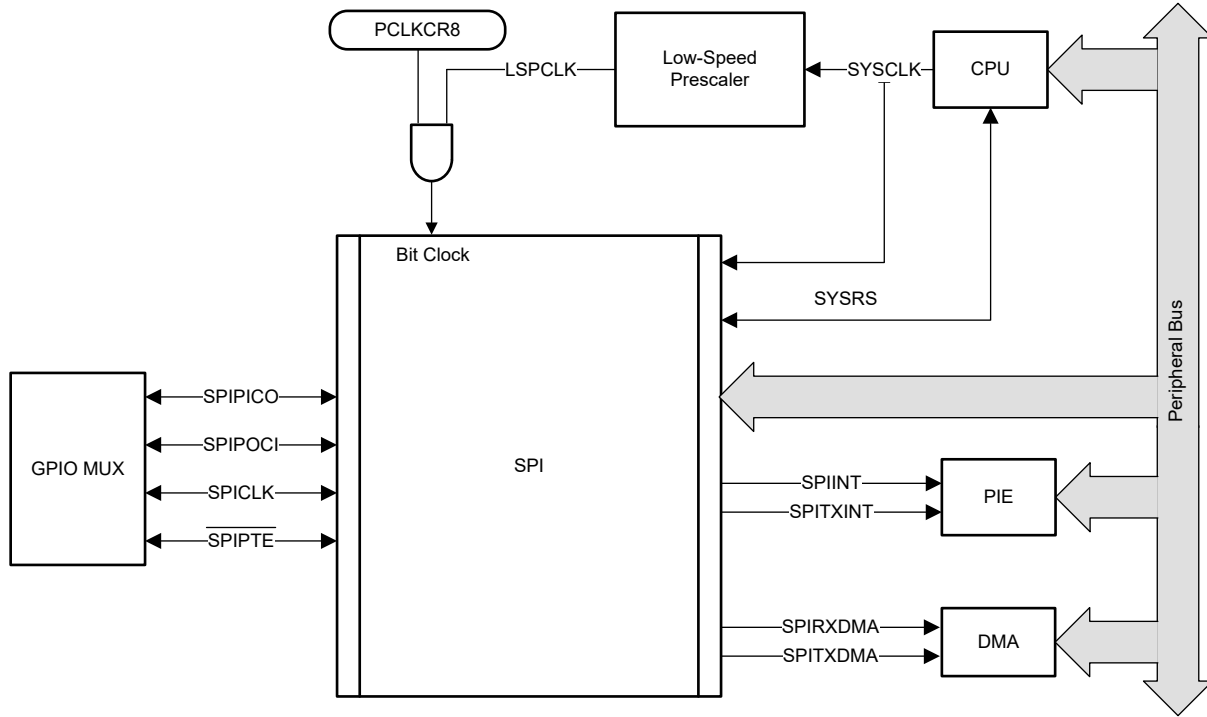 PCLKCR8
LSPCLK
Low-Speed
Prescaler
SYSCLK
CPU
Bit Clock
SYSRS
Peripheral Bus
GPIO MUX
SPIPICO
SPIPOCI
SPICLK
SPIPTE
SPI
SPIINT
SPITXINT
PIE
SPIRXDMA
SPITXDMA
DMA